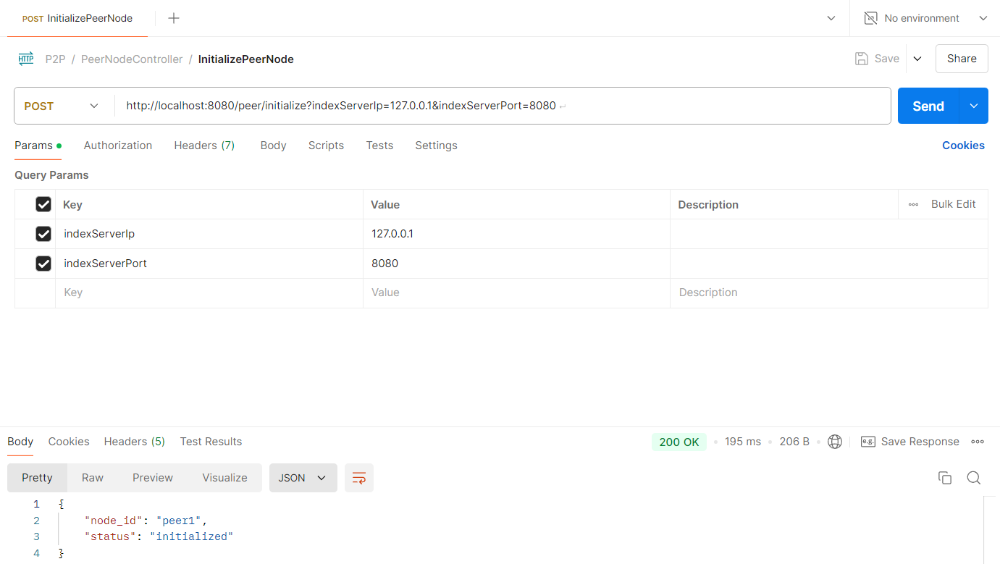 POST InitializePeerNode
No environment
HTTP P2P / PeerNodeController / InitializePeerNode
Save
Share
POST http://localhost:8080/peer/initialize?indexServerIp=127.0.0.1&indexServerPort=8080
Send
Params Authorization Headers (7) Body Scripts Tests Settings Cookies
Query Params
Key Value Description Bulk Edit
indexServerIp 127.0.0.1
indexServerPort 8080
Key Value Description
Body Cookies Headers (5) Test Results 200 OK 195 ms 206 B e.g. Save Response
Pretty Raw Preview Visualize JSON
1 {
2 "node_id": "peer1",
3 "status": "initialized"
4 }